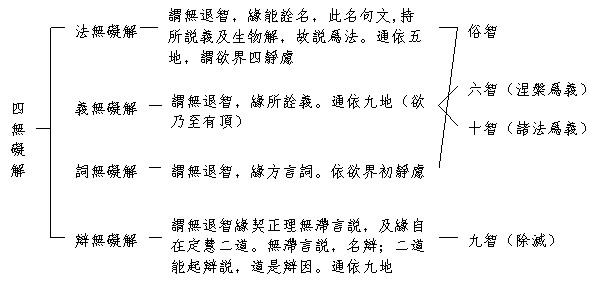 四無礙解
法無礙解
謂無退智，緣能詮名，此名句文,持
所說義及生物解，故說爲法。通依五
地，謂欲界四靜慮
俗智
義無礙解
謂無退智，緣所詮義。通依九地（欲
乃至有頂）
六智（涅槃爲義）
十智（諸法爲義）
詞無礙解
謂無退智，緣方言詞。依欲界初靜慮
辯無礙解
謂無退智緣契正理無滯言說，及緣自
在定慧二道。無滯言說，名辯；二道
能起辯說，道是辯因。通依九地
九智（除滅）